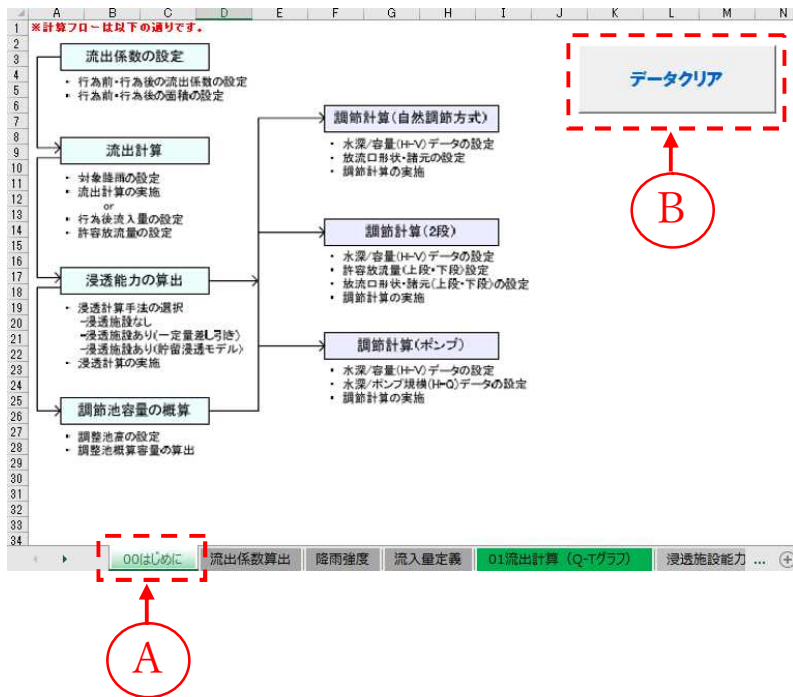 A B C D E F G H I J K L M N
1 ※計算フローは以下の通りです。
2
3
4
5
6
7
8
9
10
11
12
13
14
15
16
17
18
19
20
21
22
23
24
25
26
27
28
29
30
31
32
33
34
流出係数の設定
・ 行為前・行為後の流出係数の設定
・ 行為前・行為後の面積の設定
流出計算
・ 対象降雨の設定
・ 流出計算の実施
or
・ 行為後流入量の設定
・ 許容放流量の設定
浸透能力の算出
・ 浸透計算手法の選択
-浸透施設なし
-浸透施設あり(一定量差し引き)
-浸透施設あり(貯留浸透モデル)
・ 浸透計算の実施
調節池容量の概算
・ 調整池高の設定
・ 調整池概算容量の算出
調節計算(自然調節方式)
・ 水深/容量(H-V)データの設定
・ 放流口形状・諸元の設定
・ 調節計算の実施
調節計算(2段)
・ 水深/容量(H-V)データの設定
・ 許容放流量(上段・下段)設定
・ 放流口形状・諸元(上段・下段)の設定
・ 調節計算の実施
調節計算(ポンプ)
・ 水深/容量(H-V)データの設定
・ 水深/ポンプ規模(H-Q)データの設定
・ 調節計算の実施
データクリア
B
00はじめに 流出係数算出 降雨強度 流入量定義 01流出計算（Q-Tグラフ） 浸透施設能力 ...
A